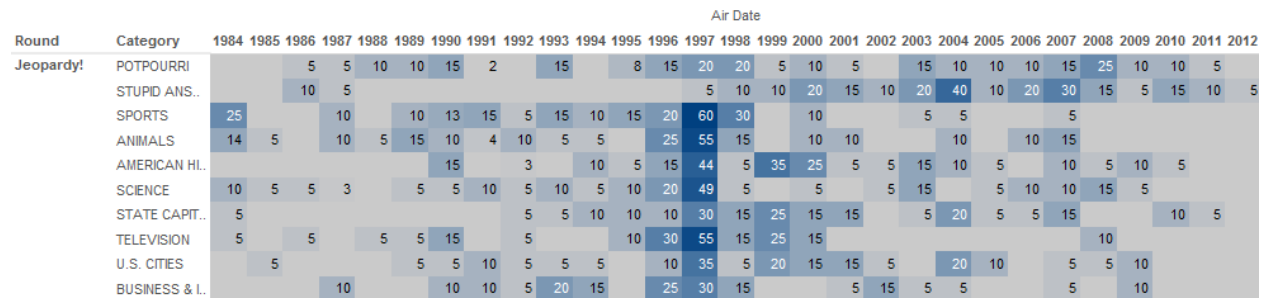 Air Date
Round Category 1984 1985 1986 1987 1988 1989 1990 1991 1992 1993 1994 1995 1996 1997 1998 1999 2000 2001 2002 2003 2004 2005 2006 2007 2008 2009 2010 2011 2012
Jeopardy! POTPOURRI 5 5 10 10 15 2 15 8 15 20 20 5 10 5 15 10 10 10 15 25 10 10 5
STUPID ANS.. 10 5 5 10 10 20 15 10 20 40 10 20 30 15 5 15 10 5
SPORTS 25 10 10 13 15 5 15 10 15 20 60 30 10 5 5 5
ANIMALS 14 5 10 5 15 10 4 10 5 5 25 55 15 10 10 10 10 15
AMERICAN HI.. 15 3 10 5 15 44 5 35 25 5 5 15 10 5 10 5 10 5
SCIENCE 10 5 5 3 5 5 10 5 10 5 10 20 49 5 5 5 15 5 10 10 15 5
STATE CAPIT.. 5 5 5 10 10 10 30 15 25 15 15 5 20 5 5 15 10 5
TELEVISION 5 5 5 5 15 5 10 30 55 15 25 15 10
U.S. CITIES 5 5 5 10 5 5 5 10 35 5 20 15 15 5 20 10 5 5 10
BUSINESS & I.. 10 10 10 5 20 15 25 30 15 5 15 5 5 5 10